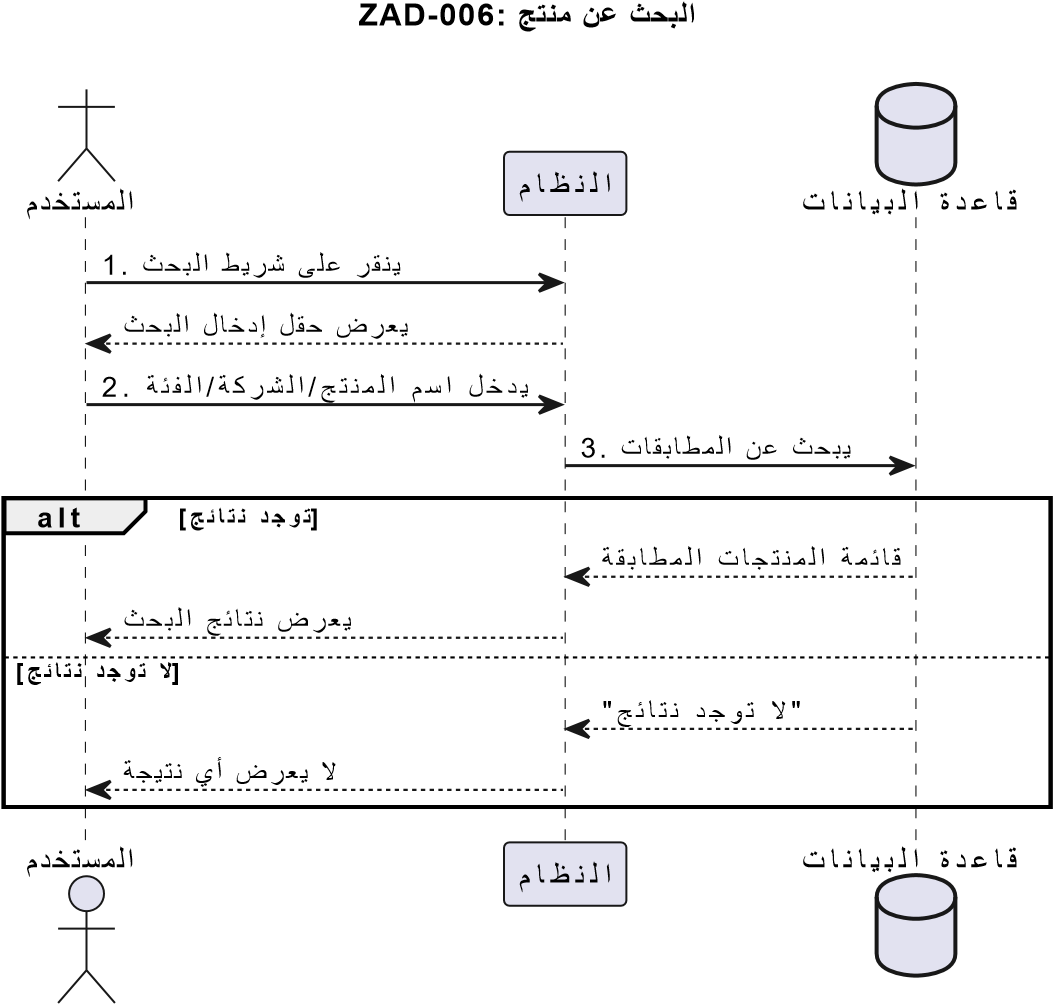 ZAD-006: البحث عن منتج
المستخدم
النظام
قاعدة البيانات
1. ينقر على شريط البحث
يعرض حقل إدخال البحث
2. يدخل اسم المنتج/الشركة/الفئة
3. يبحث عن المطابقات
alt [توجد نتائج]
قائمة المنتجات المطابقة
يعرض نتائج البحث
[لا توجد نتائج]
"لا توجد نتائج"
لا يعرض أي نتيجة
المستخدم
النظام
قاعدة البيانات